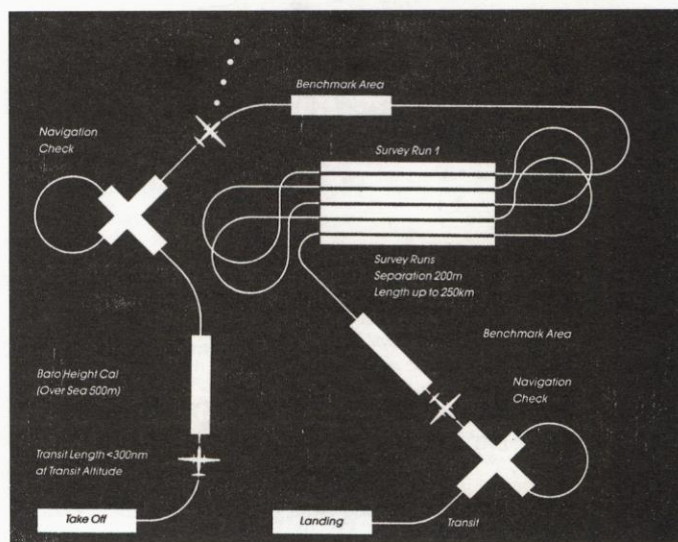 Benchmark Area
Navigation
Check
Survey Run 1
Survey Runs
Separation 200m
Length up to 250km
Benchmark Area
Baro Height Cal
(Over Sea 500m)
Navigation
Check
Transit Length <300nm
at Transit Altitude
Take Off
Landing
Transit